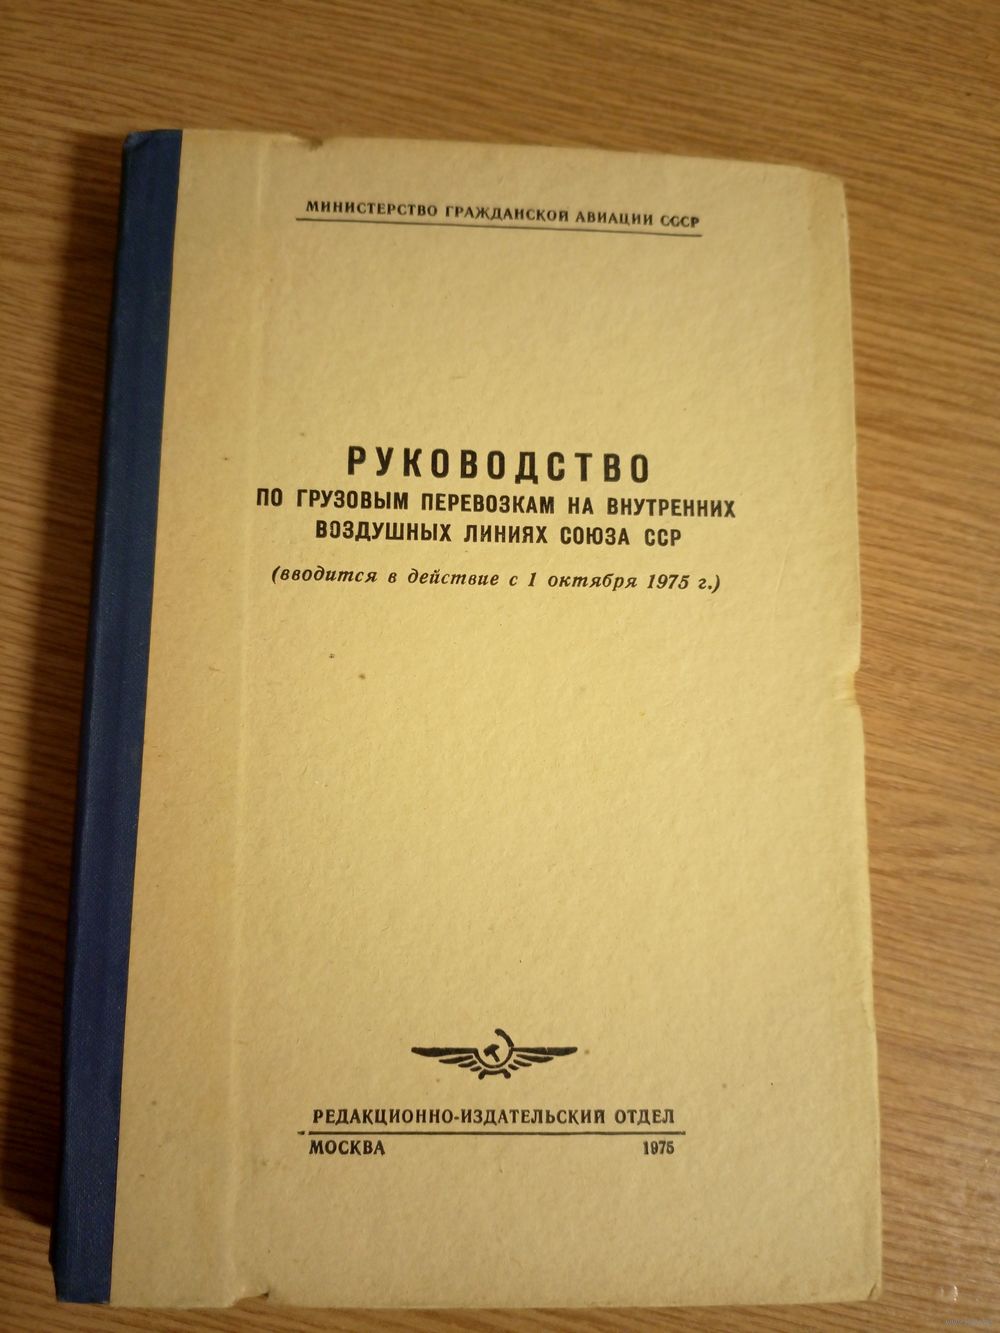 МИНИСТЕРСТВО ГРАЖДАНСКОЙ АВИАЦИИ СССР
РУКОВОДСТВО
ПО ГРУЗОВЫМ ПЕРЕВОЗКАМ НА ВНУТРЕННИХ
ВОЗДУШНЫХ ЛИНИЯХ СОЮЗА ССР
(вводится в действие с 1 октября 1975 г.)
РЕДАКЦИОННО-ИЗДАТЕЛЬСКИЙ ОТДЕЛ
МОСКВА 1975